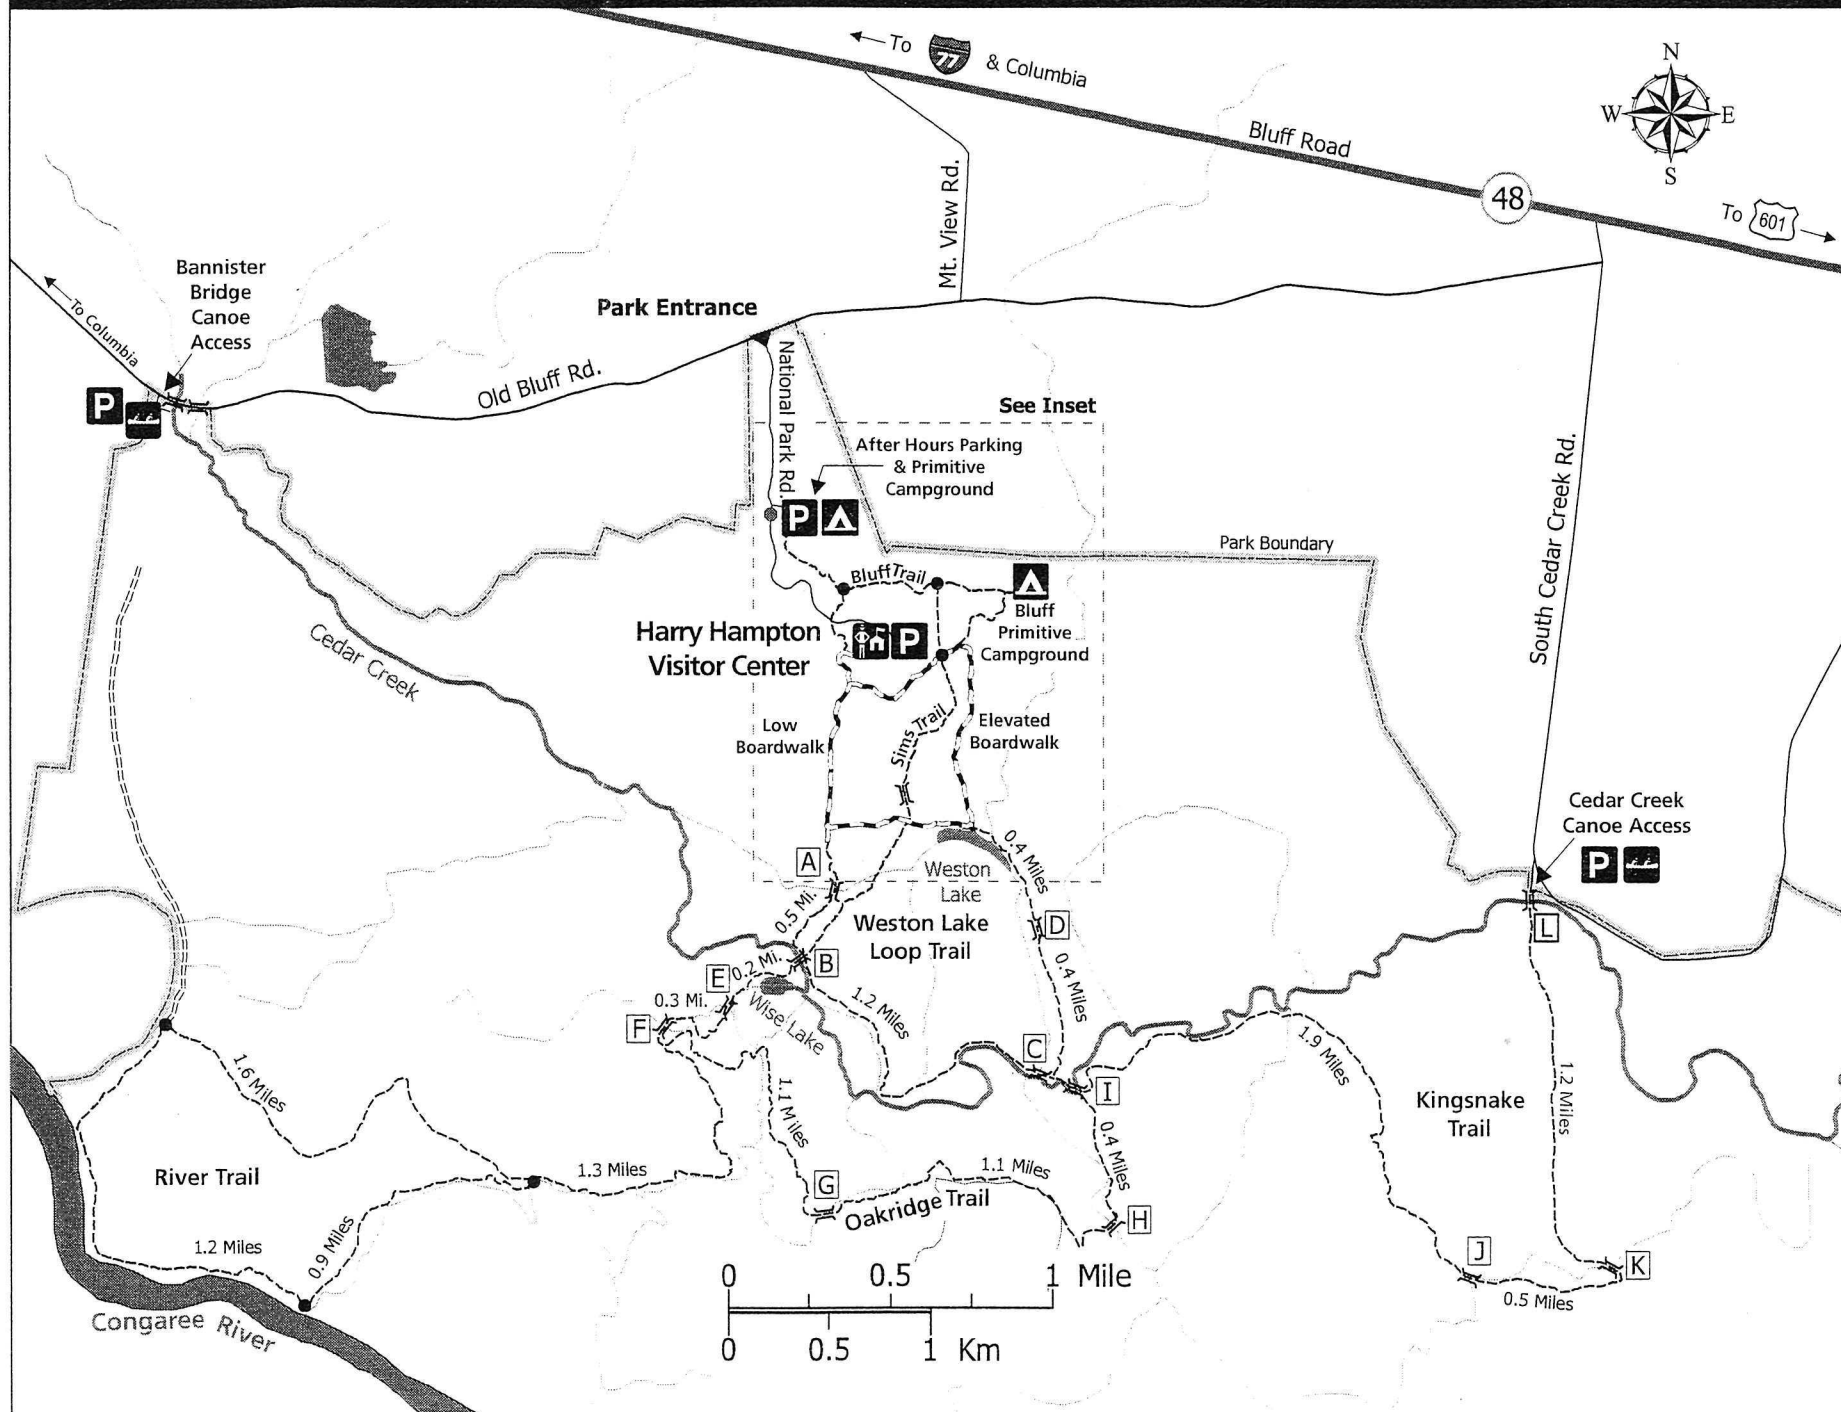 To 77 & Columbia
N
W E
S
Bluff Road
48
To 601
Mt. View Rd.
Bannister
Bridge
Canoe
Access
To Columbia
Park Entrance
Old Bluff Rd.
National Park Rd.
See Inset
After Hours Parking
& Primitive
Campground
P
P
Park Boundary
South Cedar Creek Rd.
Bluff Trail
Bluff
Primitive
Campground
Harry Hampton
Visitor Center
P
Cedar Creek
Low
Boardwalk
Sims Trail
Elevated
Boardwalk
Cedar Creek
Canoe Access
P
A
0.4 Miles
Weston
Lake
0.5 Mi.
Weston Lake
Loop Trail
D
L
B
0.2 Mi.
E
0.4 Miles
0.3 Mi.
F
Wise Lake
1.2 Miles
C
I
1.9 Miles
1.6 Miles
1.1 Miles
0.4 Miles
Kingsnake
Trail
1.2 Miles
River Trail
1.3 Miles
G
1.1 Miles
Oakridge Trail
H
1.2 Miles
0.9 Miles
J
K
0.5 Miles
0 0.5 1 Mile
0 0.5 1 Km
Congaree River